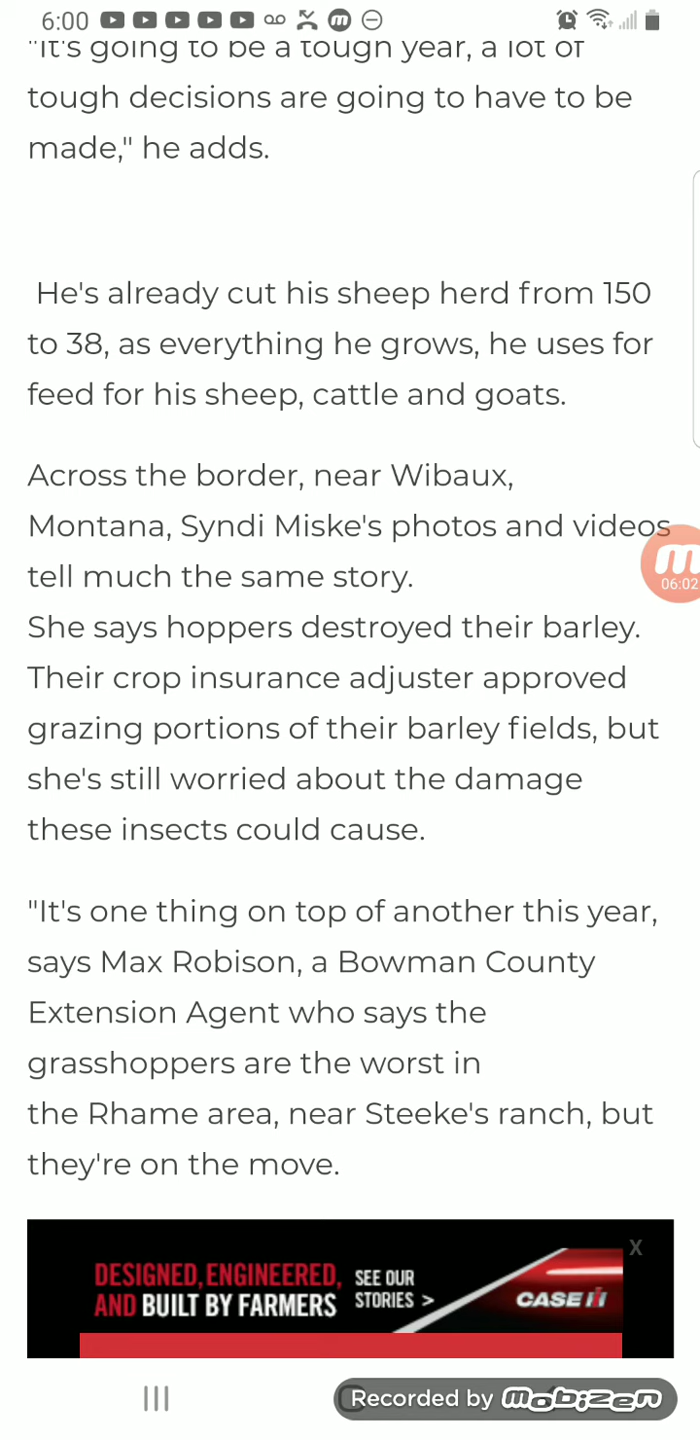 6:00
"It's going to be a tough year, a lot of
tough decisions are going to have to be
made," he adds.
He's already cut his sheep herd from 150
to 38, as everything he grows, he uses for
feed for his sheep, cattle and goats.
Across the border, near Wibaux,
Montana, Syndi Miske's photos and videos
tell much the same story.
She says hoppers destroyed their barley.
Their crop insurance adjuster approved
grazing portions of their barley fields, but
she's still worried about the damage
these insects could cause.
"It's one thing on top of another this year,
says Max Robison, a Bowman County
Extension Agent who says the
grasshoppers are the worst in
the Rhame area, near Steeke's ranch, but
they're on the move.
m
06:02
X
DESIGNED, ENGINEERED,
AND BUILT BY FARMERS
SEE OUR
STORIES >
CASE IH
Recorded by mobizen